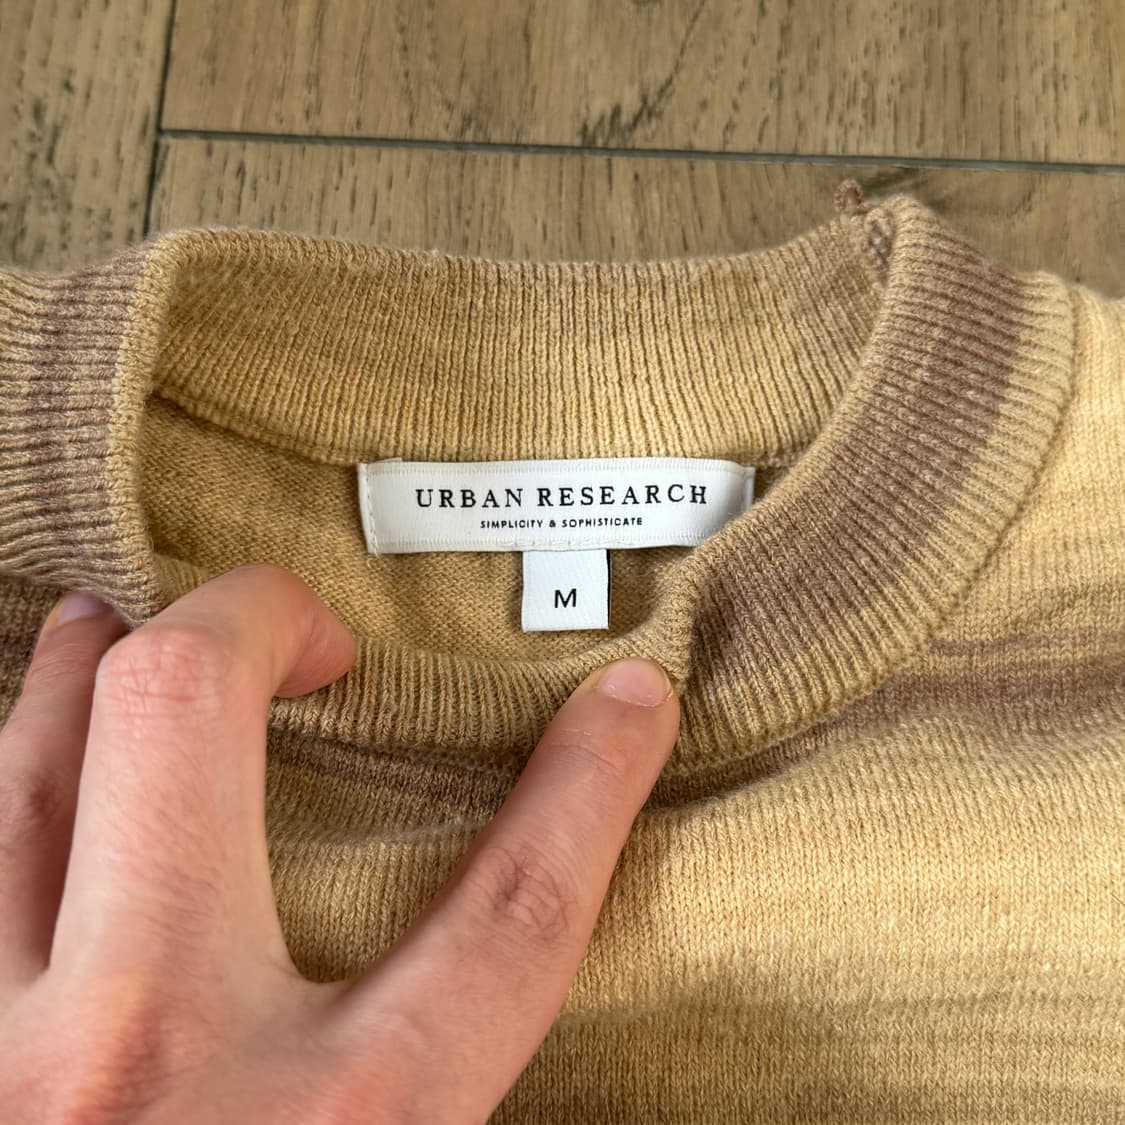 URBAN RESEARCH
SIMPLICITY & SOPHISTICATE
M